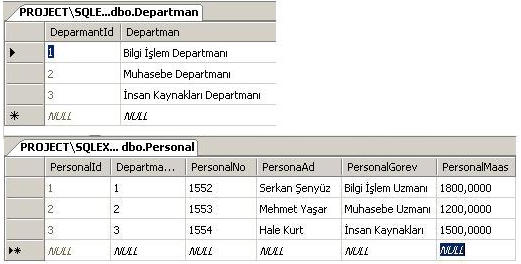 PROJECT\SQLE...dbo.Departman
DeparmantId Departman
1 Bilgi İşlem Departmanı
2 Muhasebe Departmanı
3 İnsan Kaynakları Departmanı
NULL NULL
PROJECT\SQLEX... dbo.Personal
PersonalId Departma... PersonalNo PersonaAd PersonalGorev PersonalMaas
1 1 1552 Serkan Şenyüz Bilgi İşlem Uzmanı 1800,0000
2 2 1553 Mehmet Yaşar Muhasebe Uzmanı 1200,0000
3 3 1554 Hale Kurt İnsan Kaynakları 1500,0000
NULL NULL NULL NULL NULL NULL